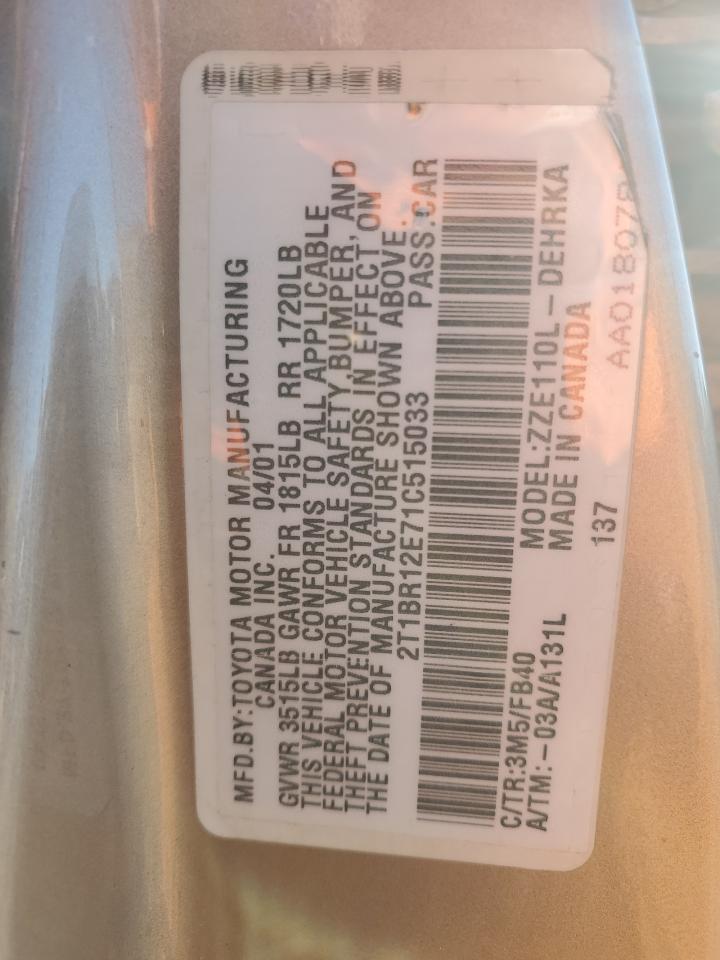 MFD.BY:TOYOTA MOTOR MANUFACTURING
CANADA INC. 04/01
GVWR 3515LB GAWR FR 1815LB RR 1720LB
THIS VEHICLE CONFORMS TO ALL APPLICABLE
FEDERAL MOTOR VEHICLE SAFETY, BUMPER, AND
THEFT PREVENTION STANDARDS IN EFFECT ON
THE DATE OF MANUFACTURE SHOWN ABOVE.
2T1BR12E71C515033 PASS.CAR
C/TR:3M5/FB40 MODEL:ZZE110L-DEHRKA
A/TM:-03A/A131L MADE IN CANADA
137